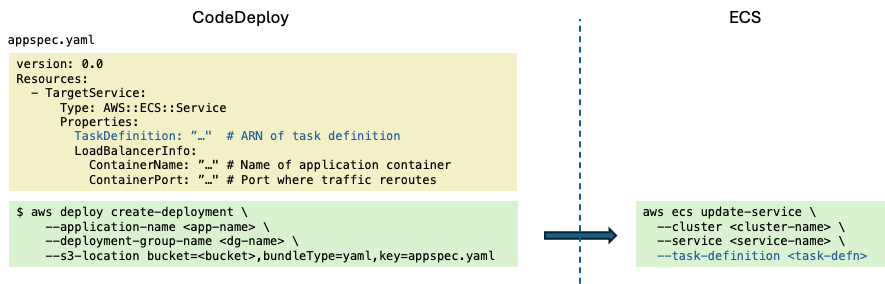 CodeDeploy
appspec.yaml
version: 0.0
Resources:
  - TargetService:
      Type: AWS::ECS::Service
      Properties:
        TaskDefinition: ”…"  # ARN of task definition
        LoadBalancerInfo:
          ContainerName: ”…" # Name of application container
          ContainerPort: ”…" # Port where traffic reroutes
$ aws deploy create-deployment \
    --application-name <app-name> \
    --deployment-group-name <dg-name> \
    --s3-location bucket=<bucket>,bundleType=yaml,key=appspec.yaml
ECS
aws ecs update-service \
  --cluster <cluster-name> \
  --service <service-name> \
  --task-definition <task-defn>